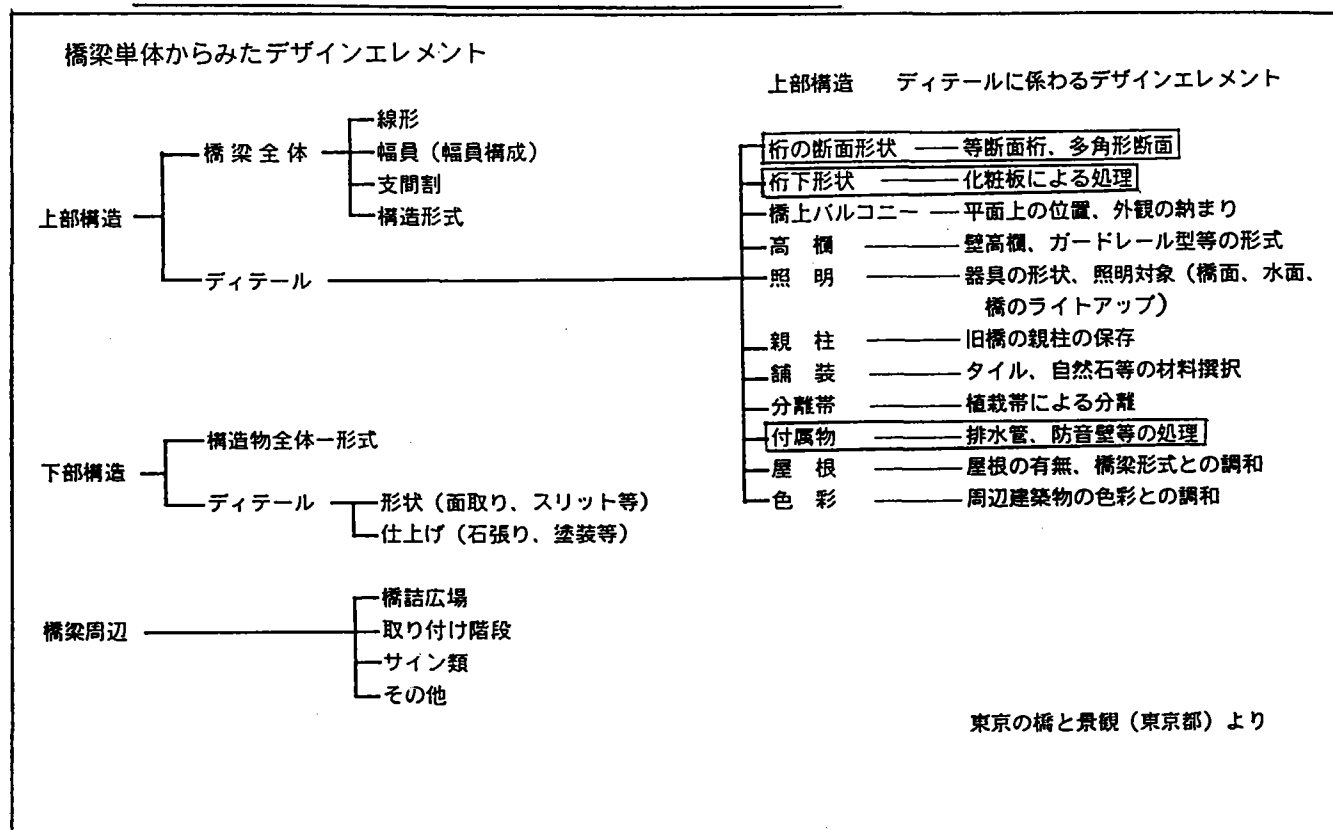 橋梁単体からみたデザインエレメント
上部構造
橋梁全体
線形
幅員(幅員構成)
支間割
構造形式
ディテール
下部構造
構造物全体ー形式
ディテール
形状(面取り、スリット等)
仕上げ(石張り、塗装等)
橋梁周辺
橋詰広場
取り付け階段
サイン類
その他
上部構造 ディテールに係わるデザインエレメント
桁の断面形状 ―― 等断面桁、多角形断面
桁下形状 ―― 化粧板による処理
橋上バルコニー ― 平面上の位置、外観の納まり
高 欄 ―― 壁高欄、ガードレール型等の形式
照 明 ―― 器具の形状、照明対象(橋面、水面、
橋のライトアップ)
親 柱 ―― 旧橋の親柱の保存
舗 装 ―― タイル、自然石等の材料撰択
分離帯 ―― 植栽帯による分離
付属物 ―― 排水管、防音壁等の処理
屋 根 ―― 屋根の有無、橋梁形式との調和
色 彩 ―― 周辺建築物の色彩との調和
東京の橋と景観(東京都)より